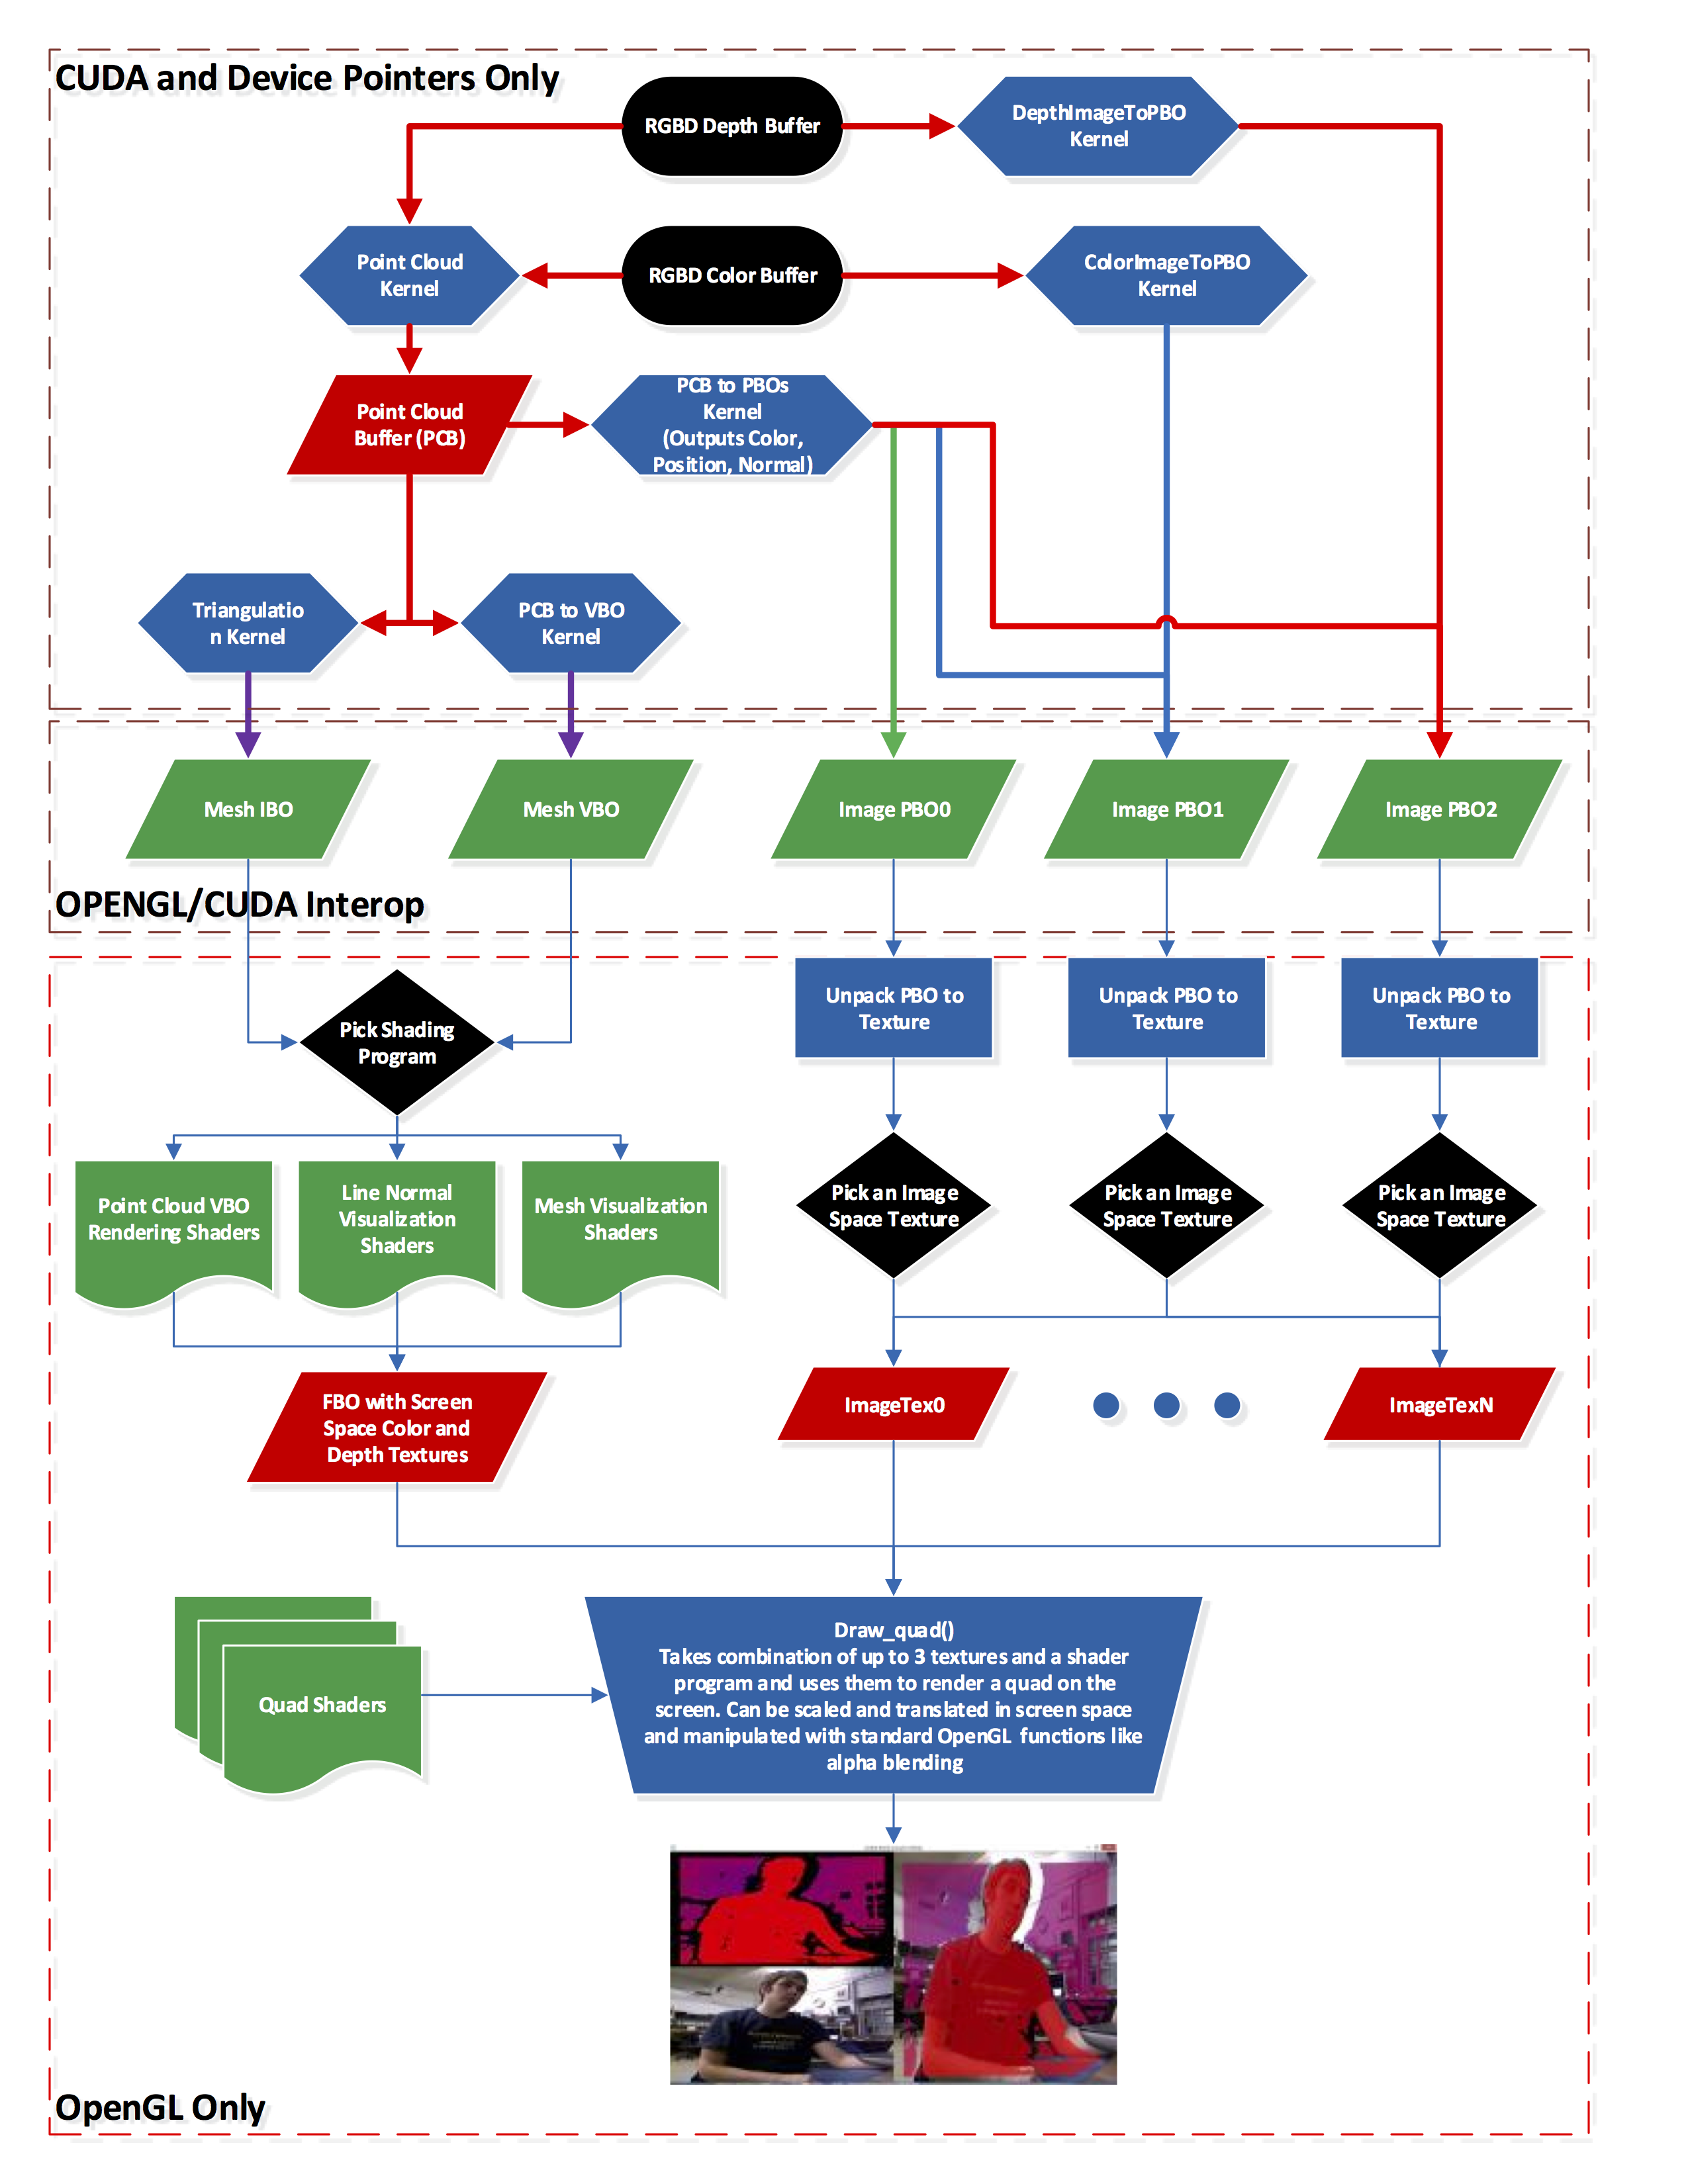 CUDA and Device Pointers Only
RGBD Depth Buffer
DepthImageToPBO
Kernel
Point Cloud
Kernel
RGBD Color Buffer
ColorImageToPBO
Kernel
Point Cloud
Buffer (PCB)
PCB to PBOs
Kernel
(Outputs Color,
Position, Normal)
Triangulatio
n Kernel
PCB to VBO
Kernel
Mesh IBO
Mesh VBO
Image PBO0
Image PBO1
Image PBO2
OPENGL/CUDA Interop
Pick Shading
Program
Unpack PBO to
Texture
Unpack PBO to
Texture
Unpack PBO to
Texture
Point Cloud VBO
Rendering Shaders
Line Normal
Visualization
Shaders
Mesh Visualization
Shaders
Pick an Image
Space Texture
Pick an Image
Space Texture
Pick an Image
Space Texture
FBO with Screen
Space Color and
Depth Textures
ImageTex0
ImageTexN
Quad Shaders
Draw_quad()
Takes combination of up to 3 textures and a shader
program and uses them to render a quad on the
screen. Can be scaled and translated in screen space
and manipulated with standard OpenGL functions like
alpha blending
OpenGL Only